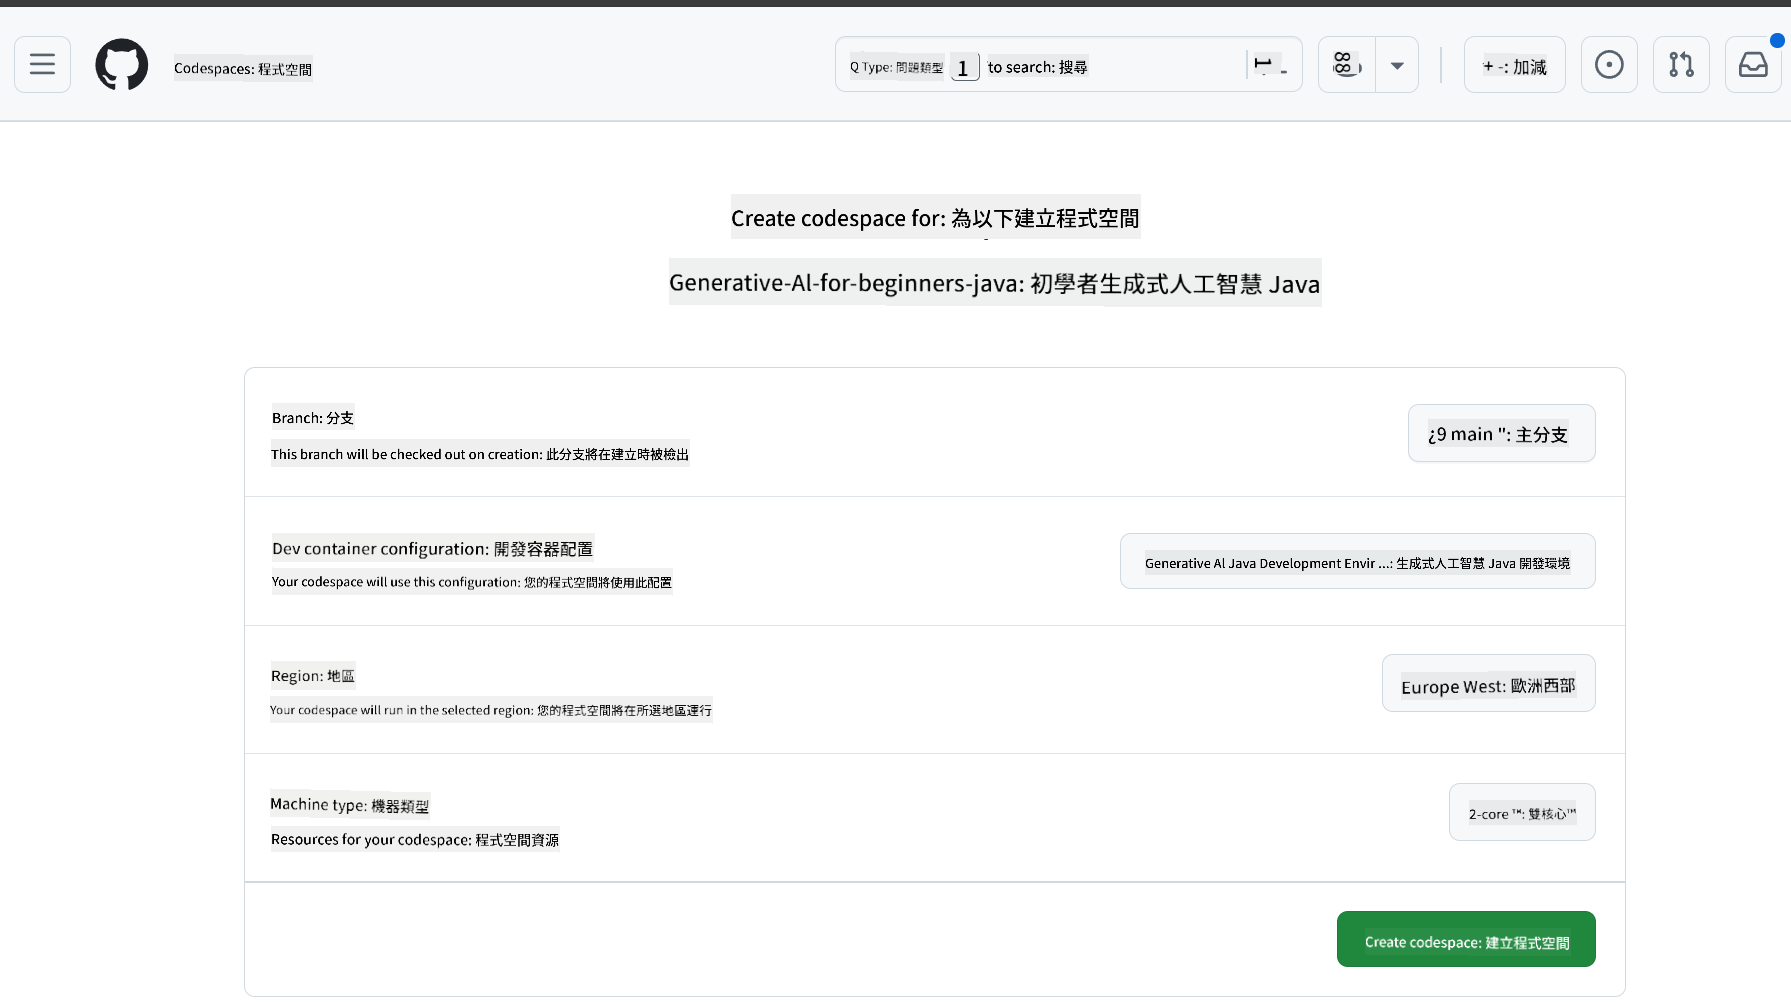 Codespaces: 程式空間
Q Type: 問題類型 1 to search: 搜尋
+ -: 加減
Create codespace for: 為以下建立程式空間
Generative-Al-for-beginners-java: 初學者生成式人工智慧 Java
Branch: 分支
This branch will be checked out on creation: 此分支將在建立時被檢出
¿9 main ": 主分支
Dev container configuration: 開發容器配置
Your codespace will use this configuration: 您的程式空間將使用此配置
Generative Al Java Development Envir ...: 生成式人工智慧 Java 開發環境
Region: 地區
Your codespace will run in the selected region: 您的程式空間將在所選地區運行
Europe West: 歐洲西部
Machine type: 機器類型
Resources for your codespace: 程式空間資源
2-core ™: 雙核心™
Create codespace: 建立程式空間